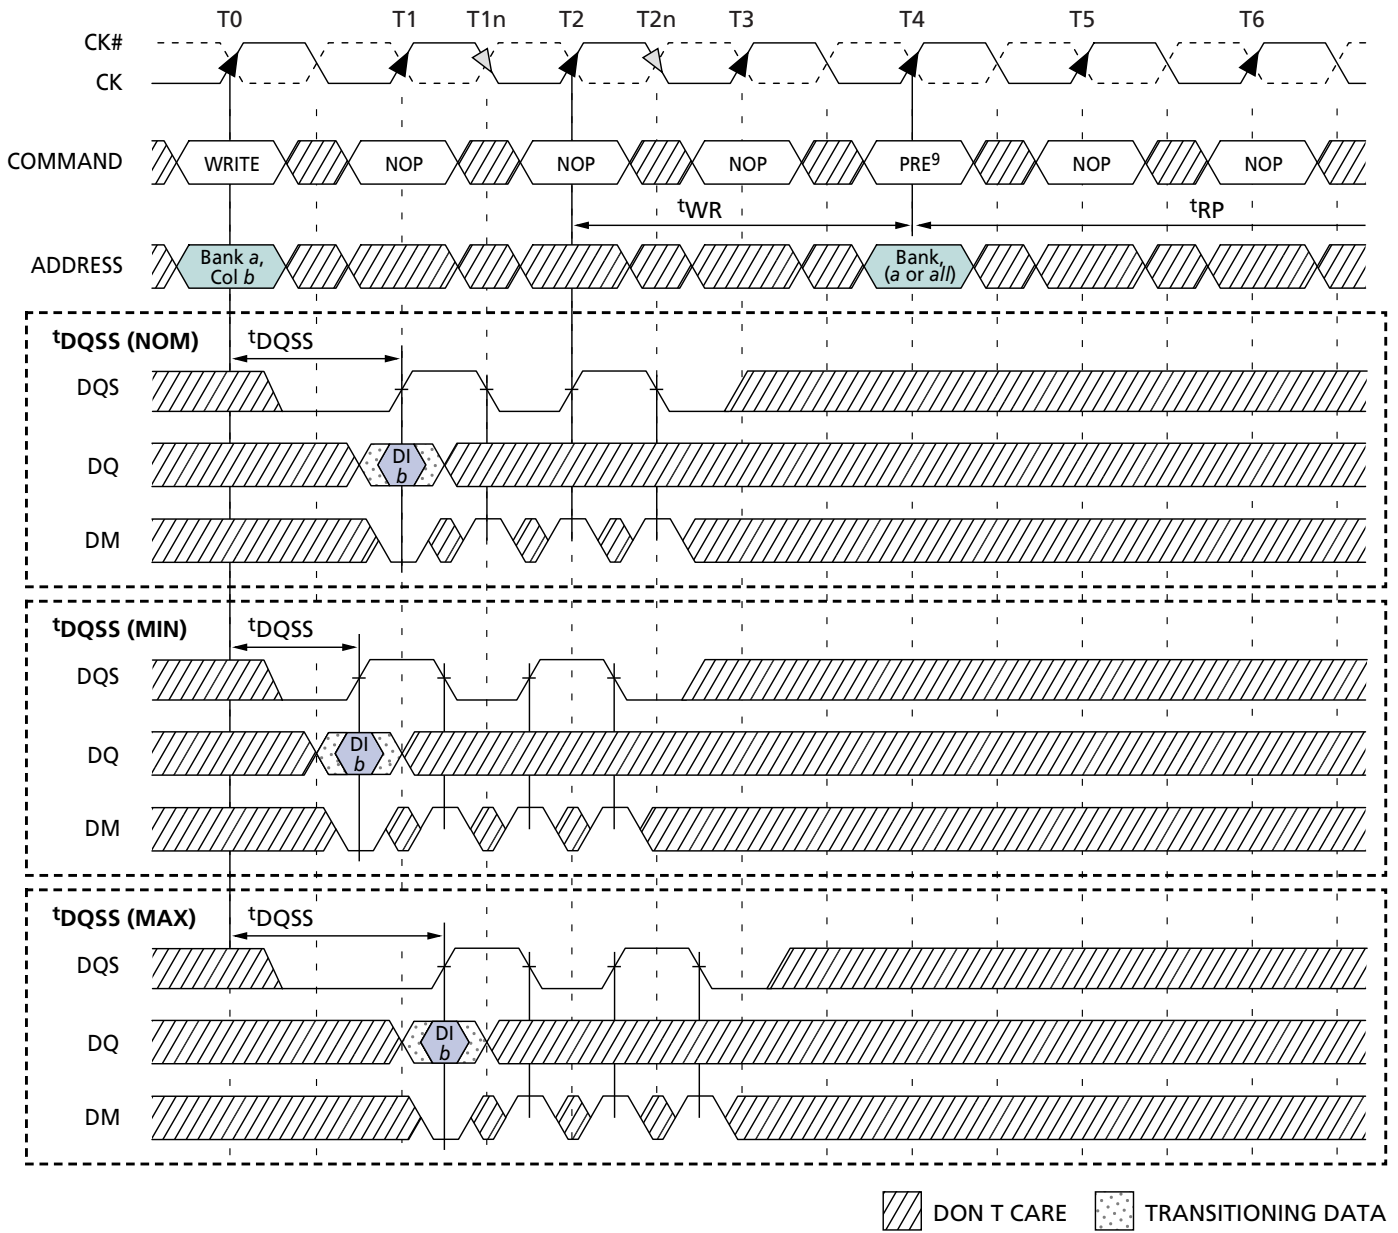 T0 T1 T1n T2 T2n T3 T4 T5 T6
CK#
CK
COMMAND WRITE NOP NOP NOP PRE9 NOP NOP
tWR tRP
ADDRESS Bank a, Col b Bank, (a or all)
tDQSS (NOM) tDQSS
DQS
DQ DI b
DM
tDQSS (MIN) tDQSS
DQS
DQ DI b
DM
tDQSS (MAX) tDQSS
DQS
DQ DI b
DM
DON T CARE TRANSITIONING DATA